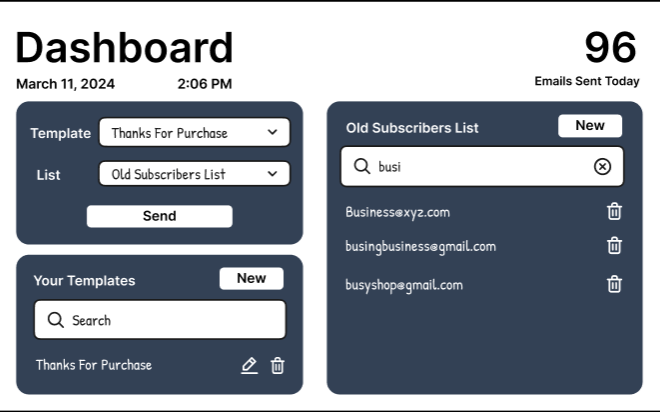 Dashboard
March 11, 2024 2:06 PM
96
Emails Sent Today
Template Thanks For Purchase
List Old Subscribers List
Send
Your Templates New
Search
Thanks For Purchase
Old Subscribers List New
busi
Business@xyz.com
busingbusiness@gmail.com
busyshop@gmail.com